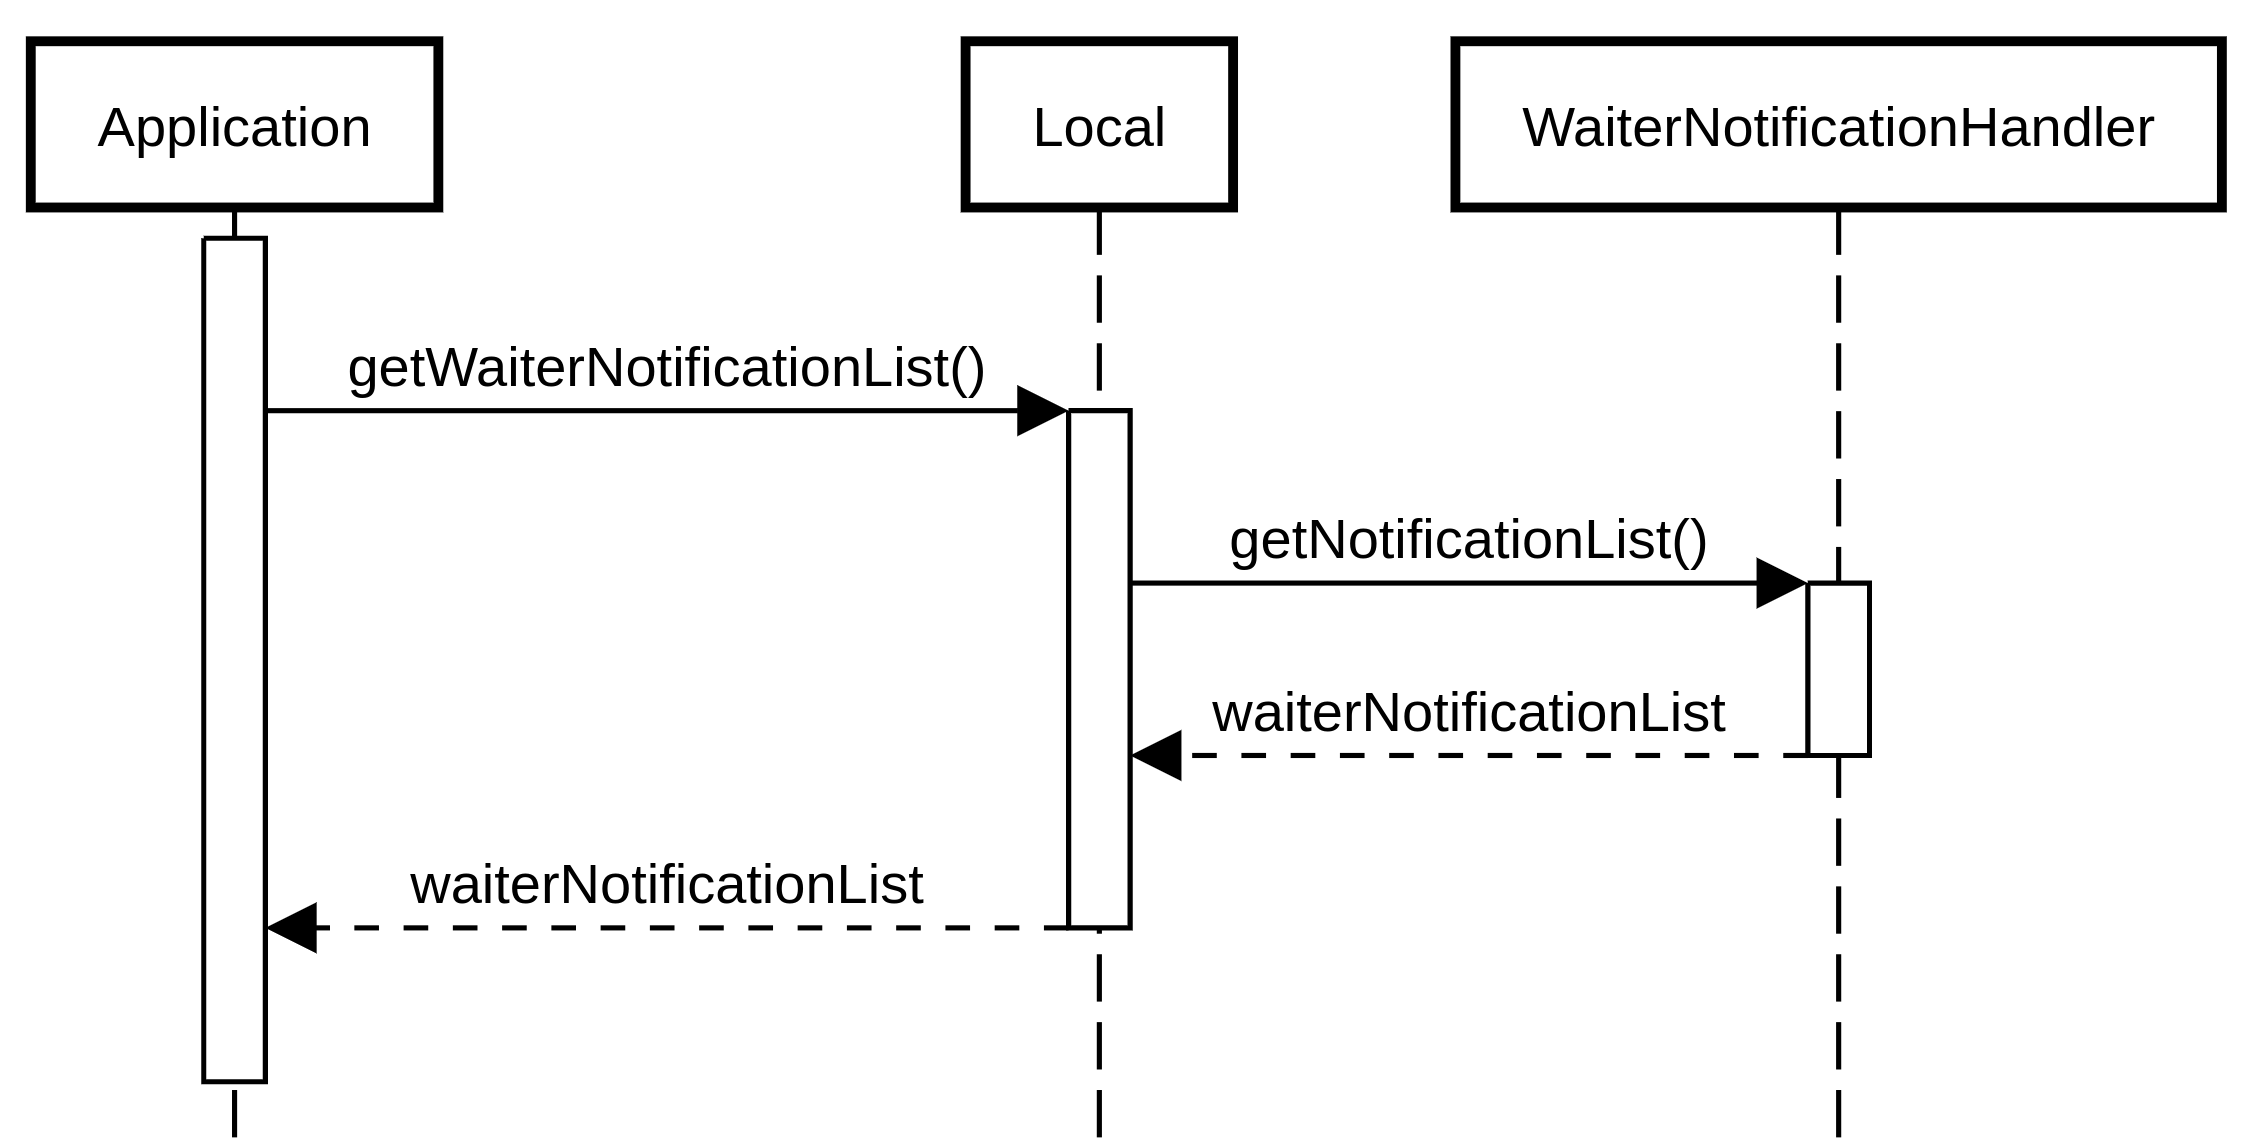 Application
Local
WaiterNotificationHandler
getWaiterNotificationList()
getNotificationList()
waiterNotificationList
waiterNotificationList